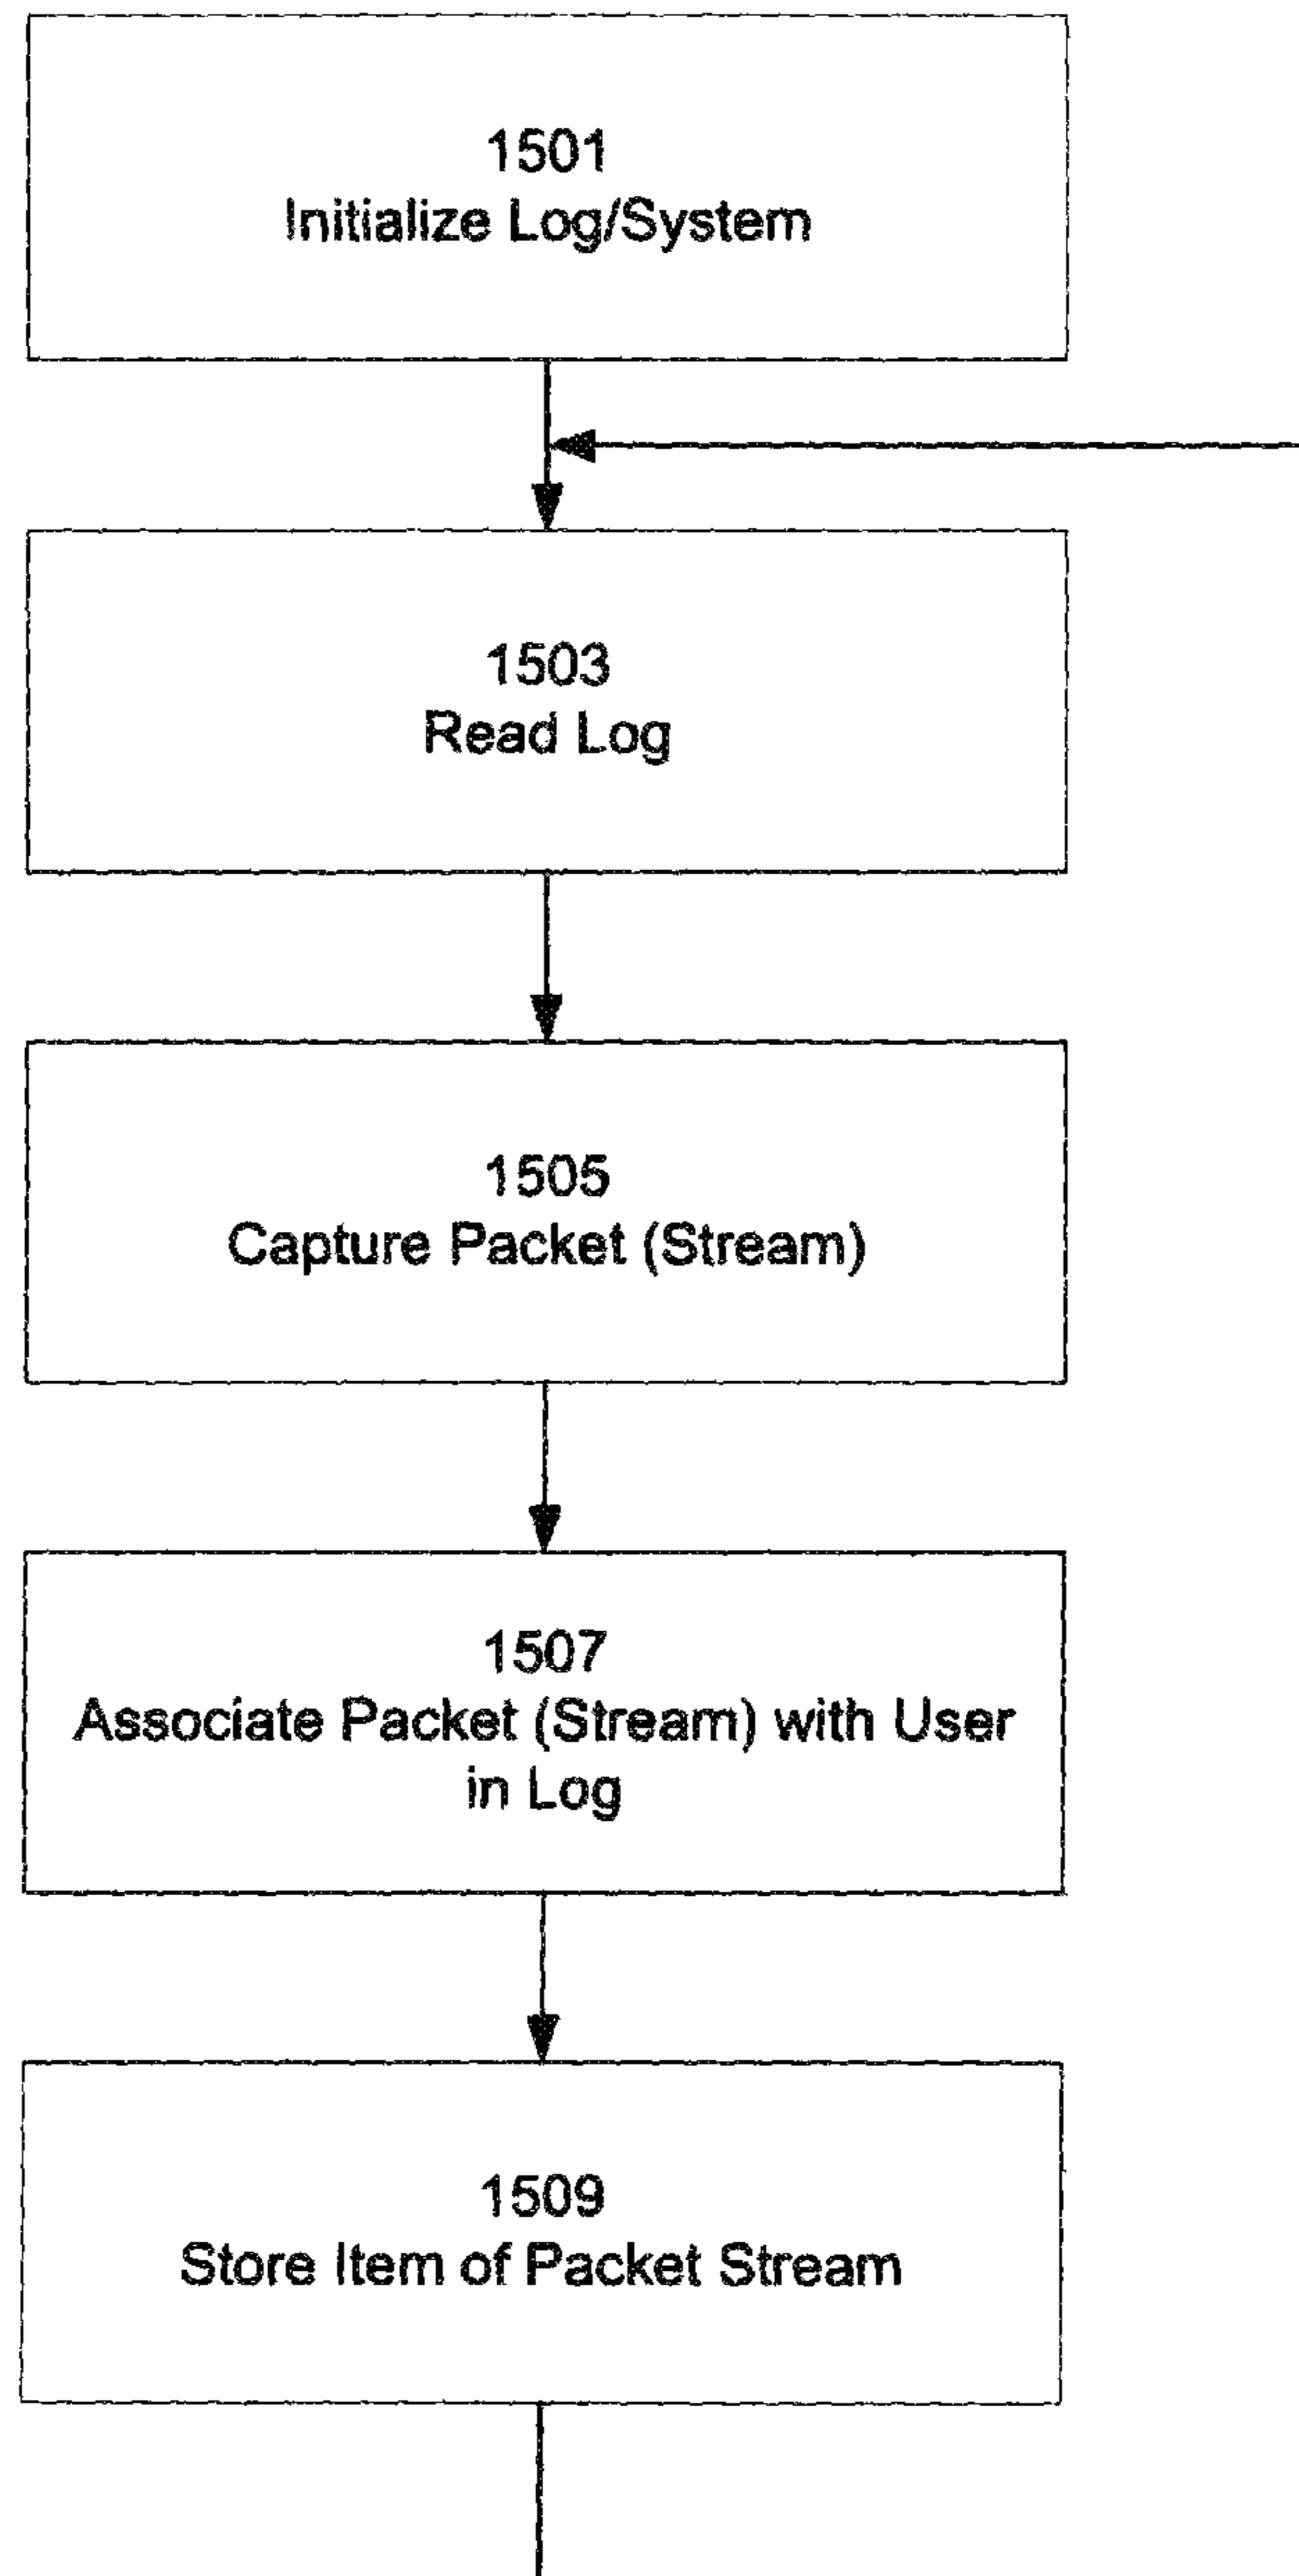 1501
Initialize Log/System
1503
Read Log
1505
Capture Packet (Stream)
1507
Associate Packet (Stream) with User
in Log
1509
Store Item of Packet Stream